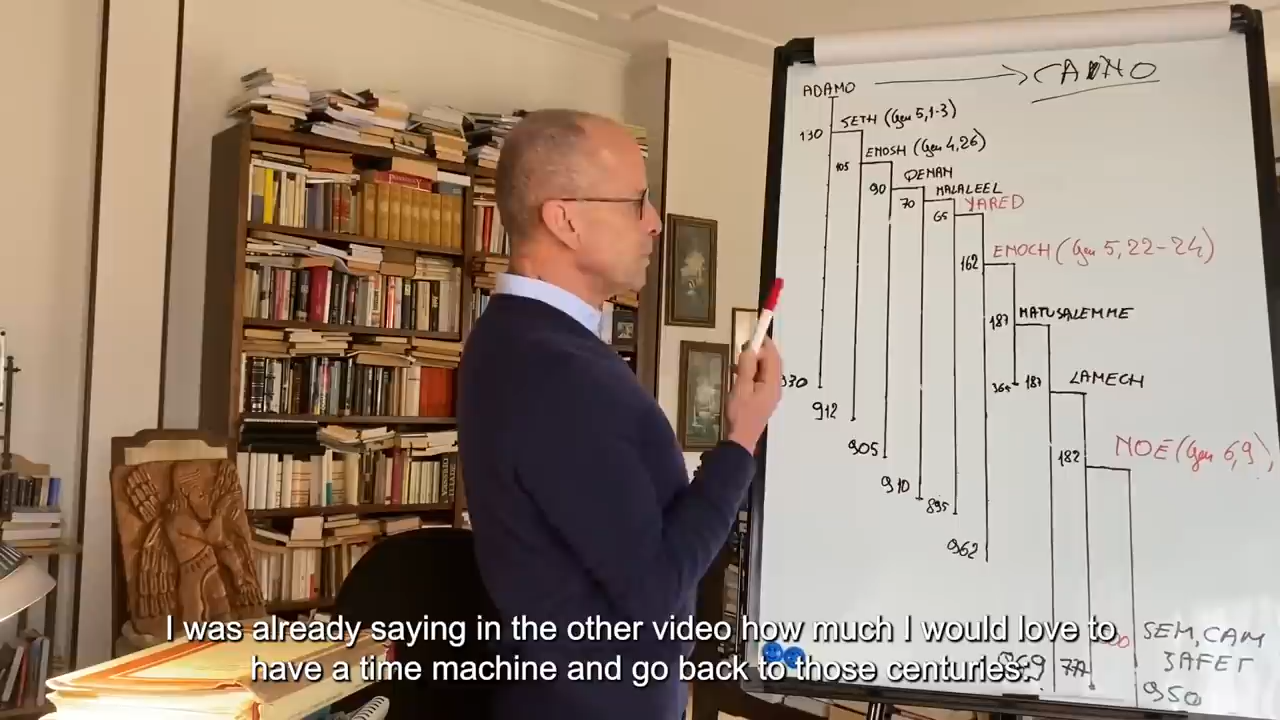 ADAMO CAINO
130 SETH (Gen 5,1-3)
105 ENOSH (Gen 4,26)
90 QENAN
70 MALALEEL
65 YARED
162 ENOCH (Gen 5, 22-24)
187 MATUSALEMME
930 365 187 LAMECH
912
905 182 NOE (Gen 6,9),
910
895
962
SEM, CAM
JAFET
969 777 950
I was already saying in the other video how much I would love to
have a time machine and go back to those centuries.